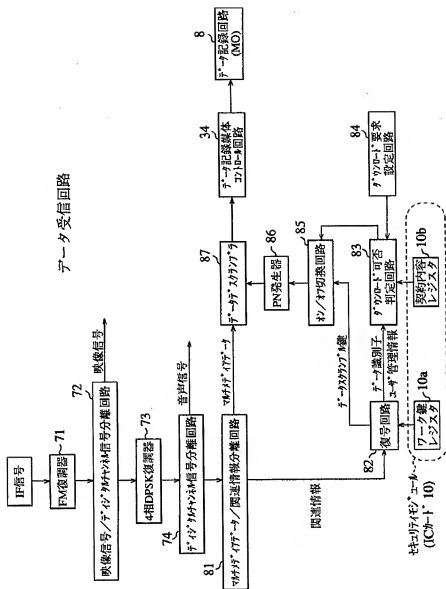 データ受信回路
IF信号
FM復調器
71
映像信号
映像信号/ディジタルチャンネル信号分離回路
72
4相DPSK復調器
73
音声信号
ディジタルチャンネル信号分離回路
74
マルチメディアデータ
マルチメディアデータ/関連情報分離回路
81
関連情報
データデスクランブラ
87
データ記録媒体
コントロール回路
34
データ記録回路
(MO)
8
PN発生器
86
オン/オフ切換回路
85
データスクランブル鍵
復号回路
82
データ識別子
ユーザ管理情報
ダウンロード可否
判定回路
83
ダウンロード要求
設定回路
84
ワーク鍵
レジスタ
10a
契約内容
レジスタ
10b
セキュリティモジュール
(ICカード 10)